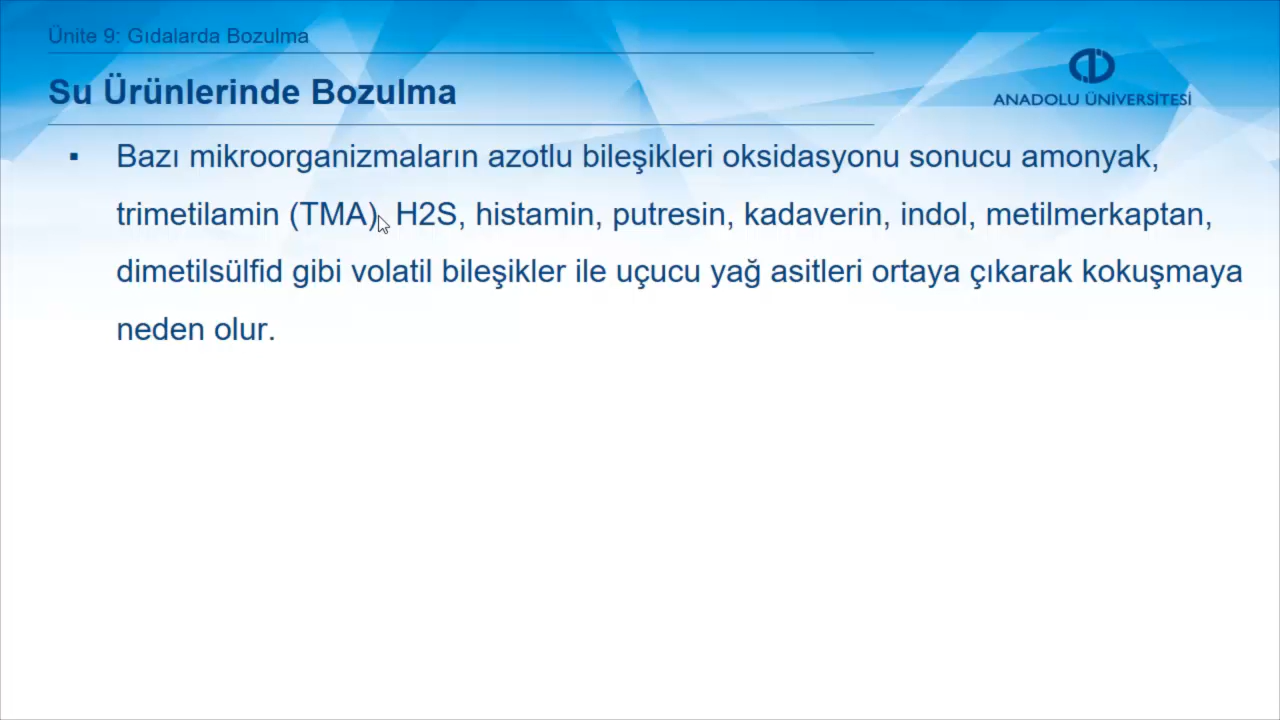 Ünite 9: Gıdalarda Bozulma
Su Ürünlerinde Bozulma
ANADOLU ÜNİVERSİTESİ
▪ Bazı mikroorganizmaların azotlu bileşikleri oksidasyonu sonucu amonyak,
trimetilamin (TMA), H2S, histamin, putresin, kadaverin, indol, metilmerkaptan,
dimetilsülfid gibi volatil bileşikler ile uçucu yağ asitleri ortaya çıkarak kokuşmaya
neden olur.